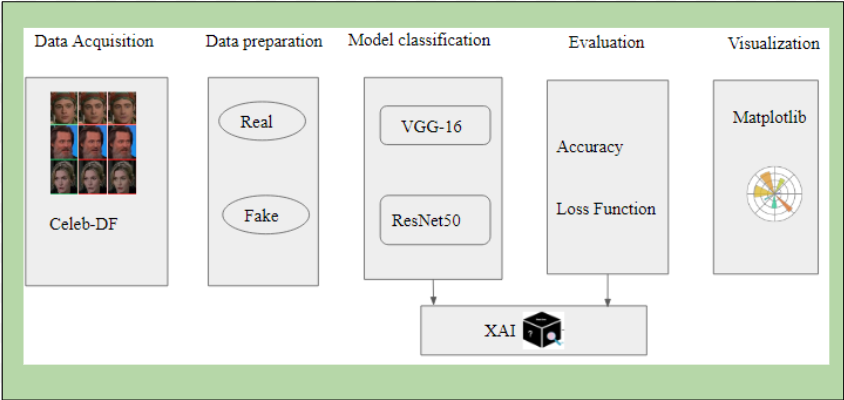 Data Acquisition
Data preparation
Model classification
Evaluation
Visualization
Celeb-DF
Real
Fake
VGG-16
ResNet50
Accuracy
Loss Function
Matplotlib
XAI
?